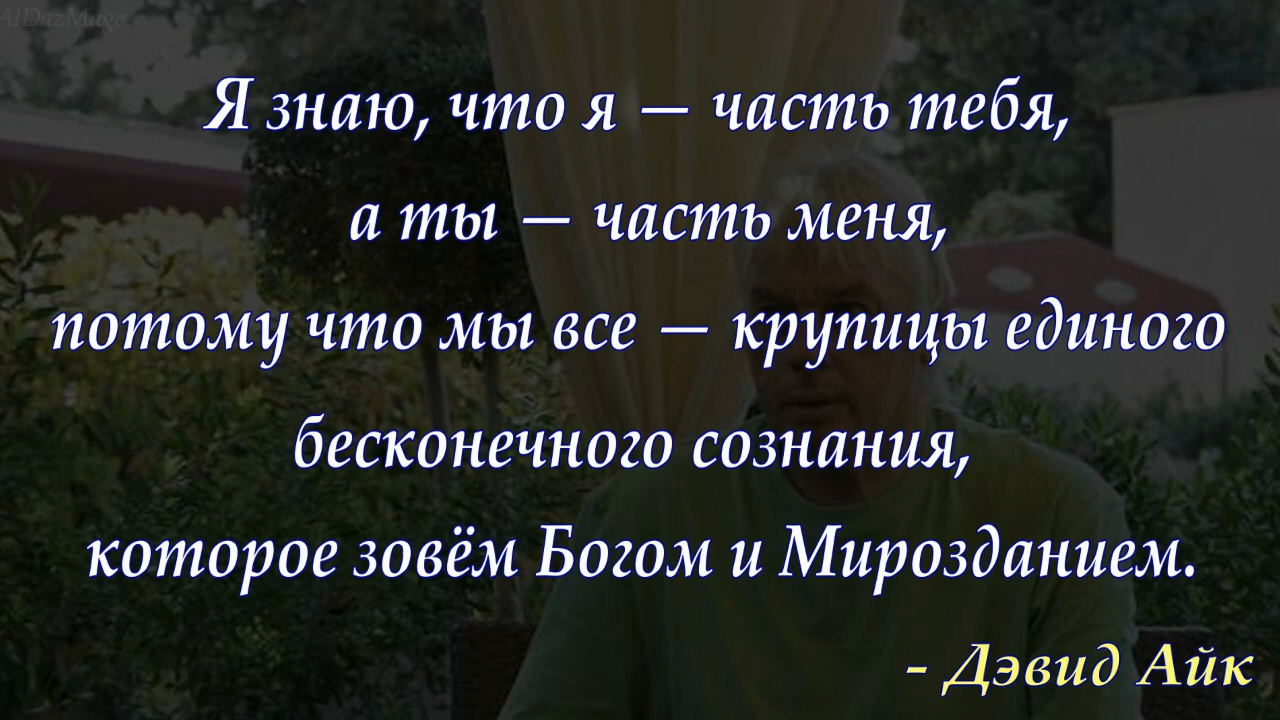 AlDazMage
Я знаю, что я — часть тебя,
а ты — часть меня,
потому что мы все — крупицы единого
бесконечного сознания,
которое зовём Богом и Мирозданием.
- Дэвид Айк